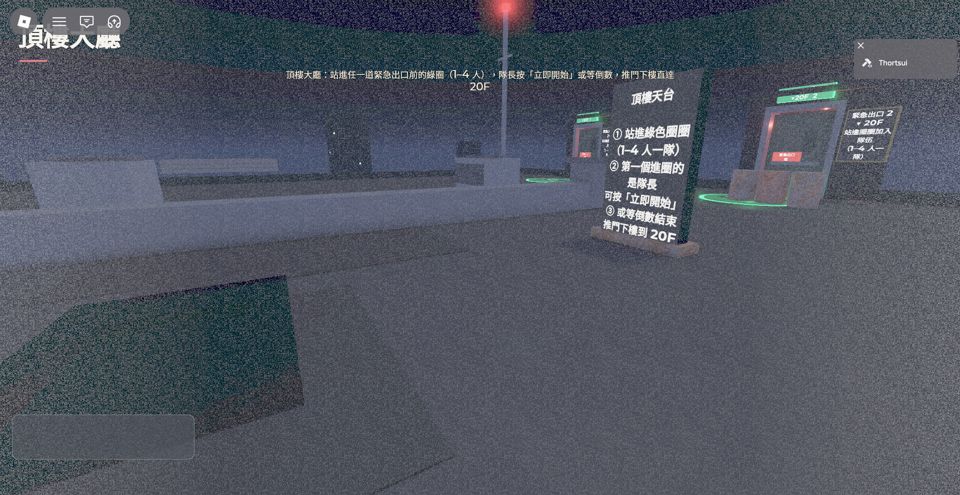 頂樓大廳
頂樓大廳：站進任一道緊急出口前的綠圈（1–4 人），隊長按「立即開始」或等倒數，推門下樓直達
20F
Thortsui
頂樓天台
① 站進綠色圈圈
（1–4 人一隊）
② 第一個進圈的
是隊長
可按「立即開始」
③ 或等倒數結束
推門下樓到 20F
20F 2
緊急出口 2
▼ 20F
站進圈圈加入
隊伍
（1–4 人一
隊）